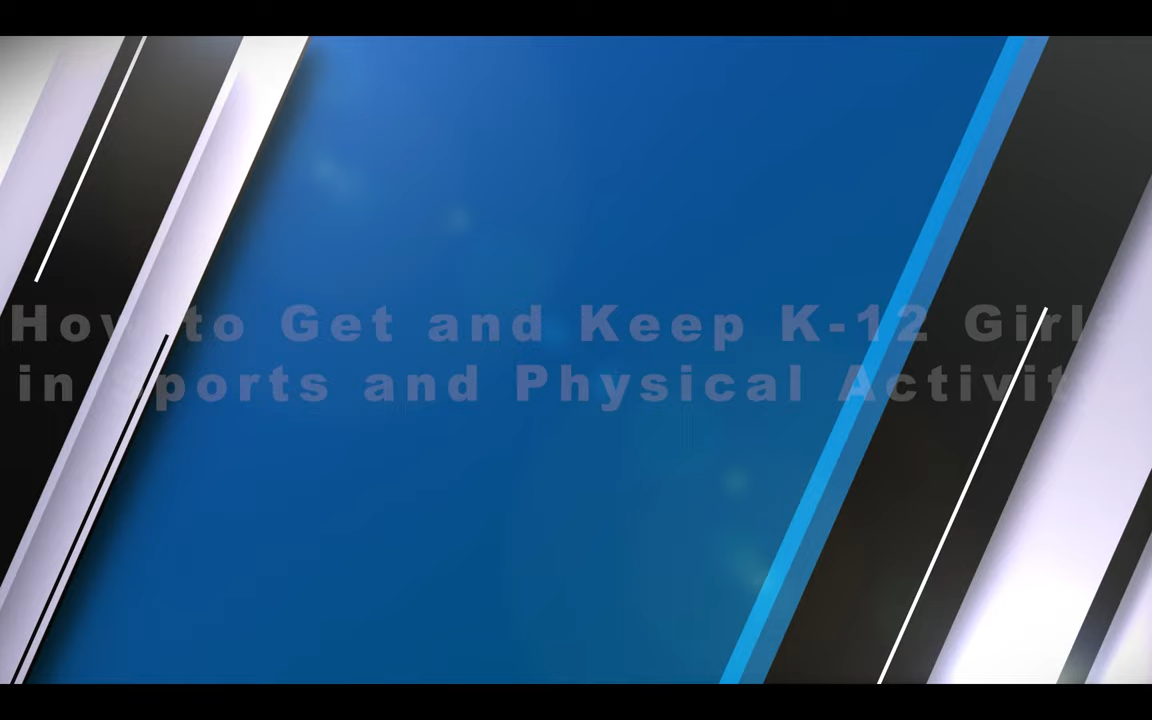 How to Get and Keep K-12 Girls
in Sports and Physical Activity